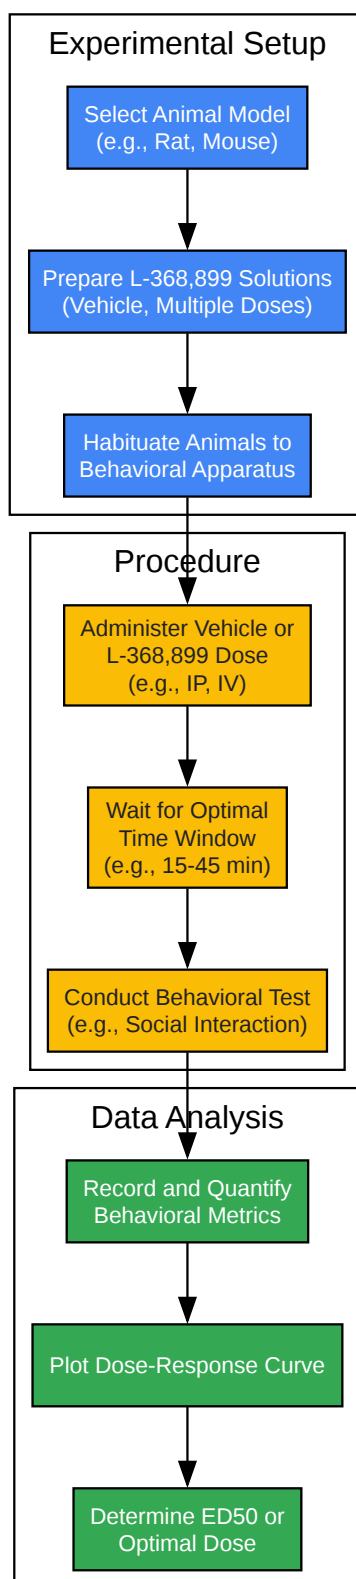 Experimental Setup
Select Animal Model
(e.g., Rat, Mouse)
Prepare L-368,899 Solutions
(Vehicle, Multiple Doses)
Habituate Animals to
Behavioral Apparatus
Procedure
Administer Vehicle or
L-368,899 Dose
(e.g., IP, IV)
Wait for Optimal
Time Window
(e.g., 15-45 min)
Conduct Behavioral Test
(e.g., Social Interaction)
Data Analysis
Record and Quantify
Behavioral Metrics
Plot Dose-Response Curve
Determine ED50 or
Optimal Dose